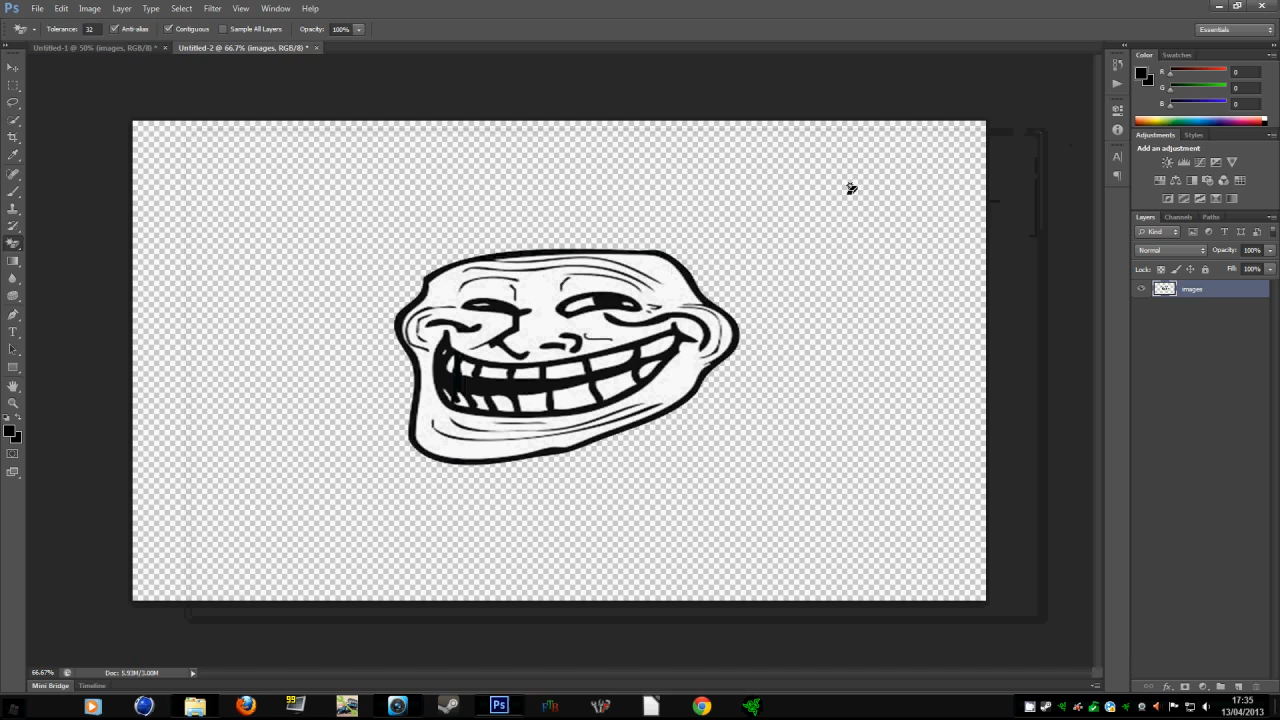 Ps File Edit Image Layer Type Select Filter View Window Help
Tolerance: 32 Anti-alias Contiguous Sample All Layers Opacity: 100% Essentials
Untitled-1 @ 50% (images, RGB/8) * × Untitled-2 @ 66.7% (images, RGB/8) * ×
Color Swatches
R 0
G 0
B 0
Adjustments Styles
Add an adjustment
Layers Channels Paths
Kind
Normal Opacity: 100%
Lock: Fill: 100%
images
66.67% Doc: 5.93M/3.00M
Mini Bridge Timeline
99 Ps FTB
17:35
13/04/2013